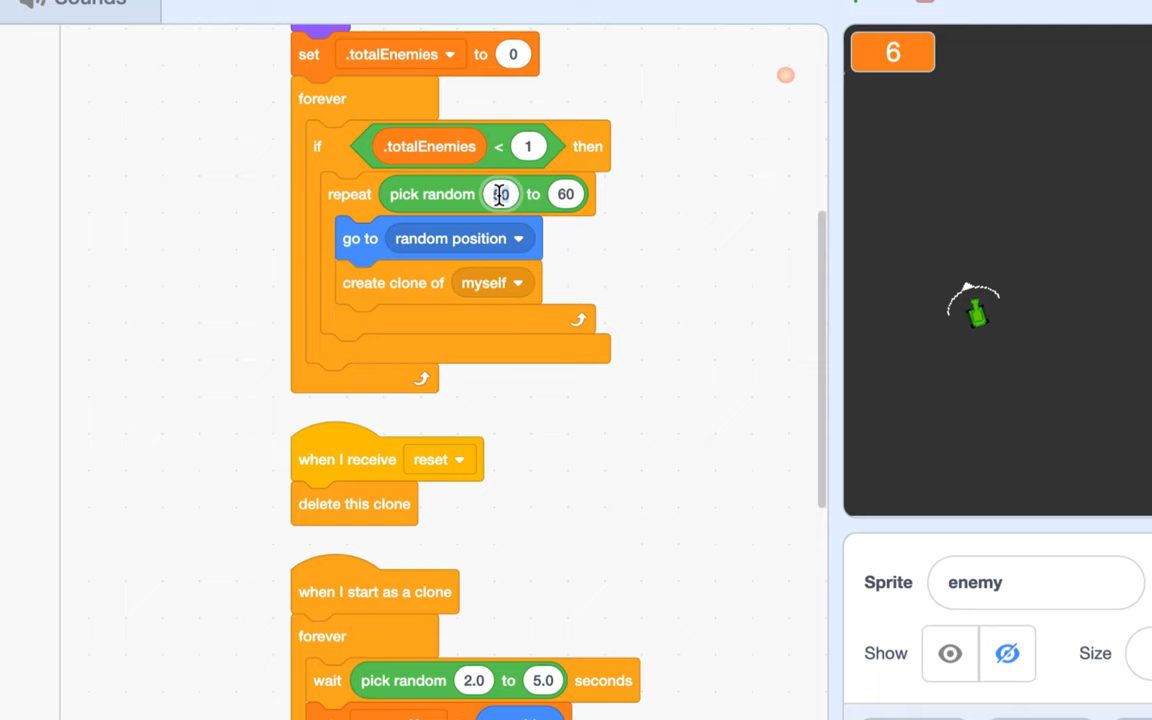 Sounds
set .totalEnemies to 0
6
forever
if .totalEnemies < 1 then
repeat pick random to 60
go to random position
create clone of myself
when I receive reset
delete this clone
when I start as a clone
Sprite enemy
forever
Show Size
wait pick random 2.0 to 5.0 seconds